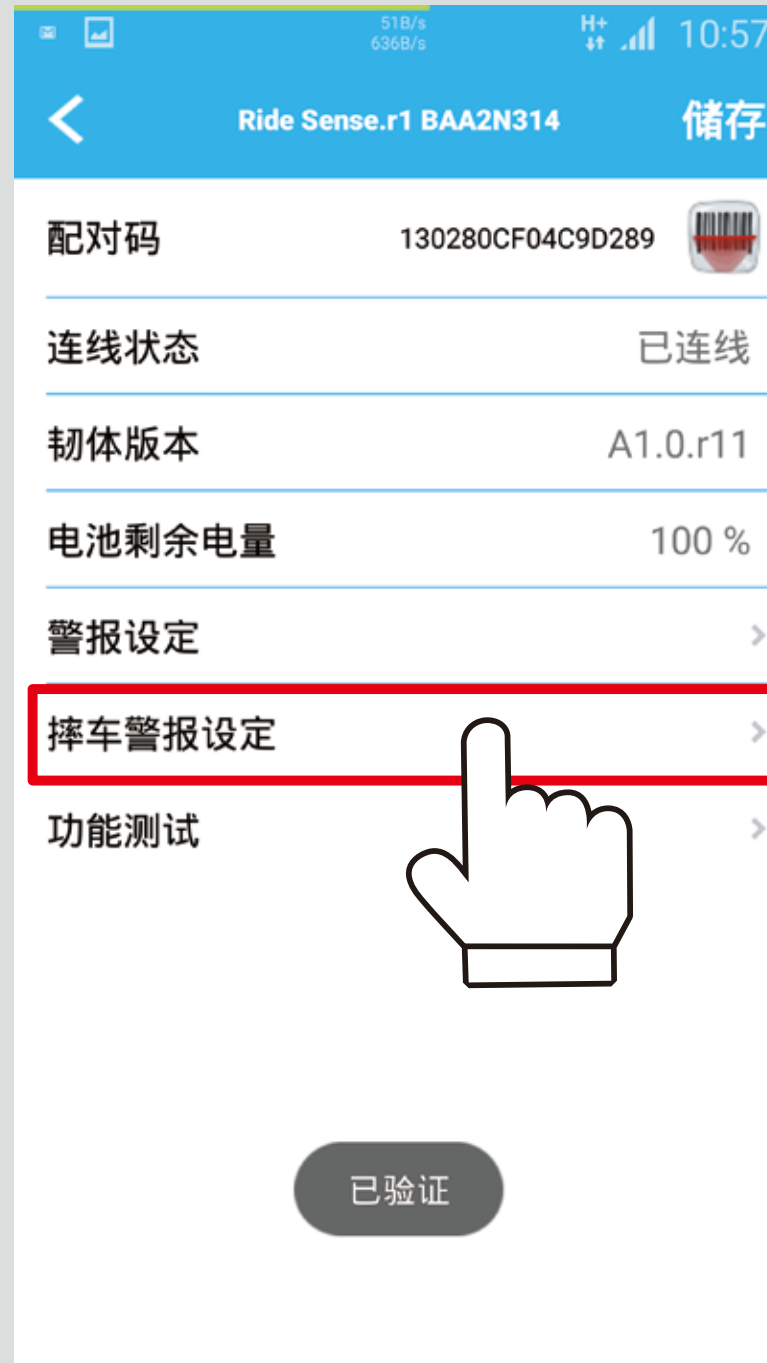 51B/s
636B/s
H+
10:57
Ride Sense.r1 BAA2N314
储存
配对码
130280CF04C9D289
连线状态
已连线
韧体版本
A1.0.r11
电池剩余电量
100 %
警报设定
摔车警报设定
功能测试
已验证